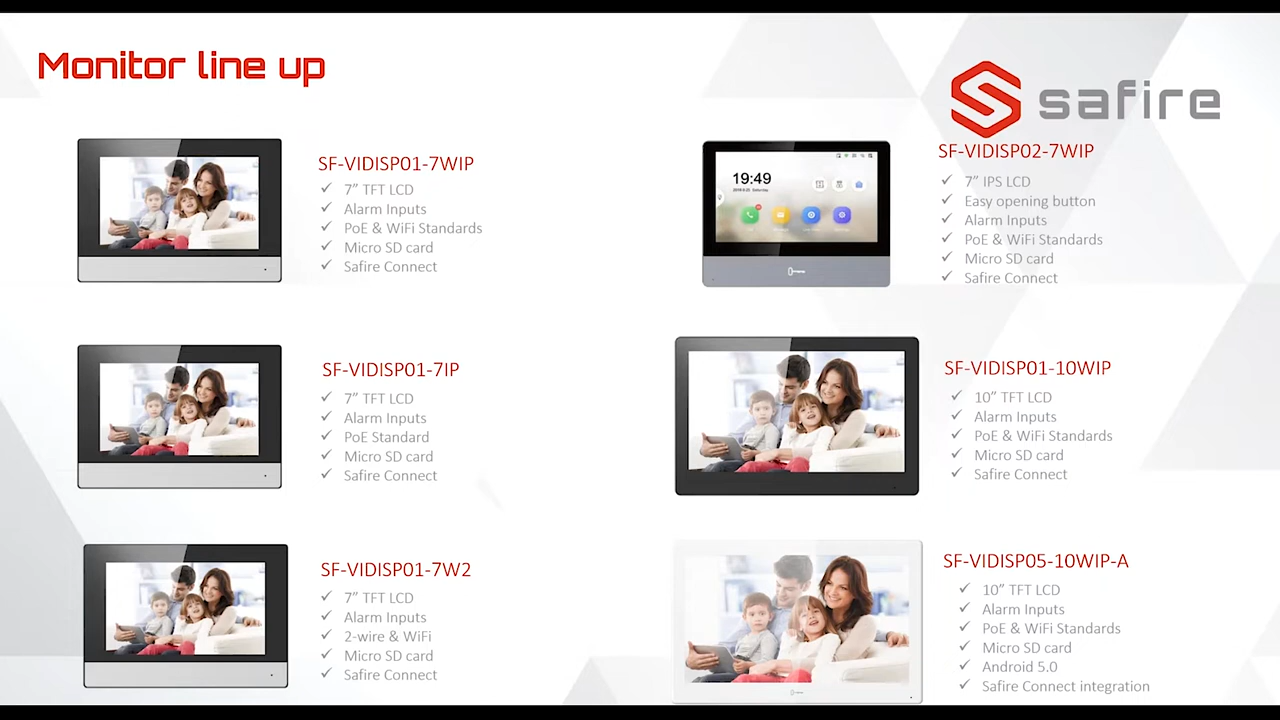 Monitor line up
safire
SF-VIDISP01-7WIP
7” TFT LCD
Alarm Inputs
PoE & WiFi Standards
Micro SD card
Safire Connect
SF-VIDISP02-7WIP
7” IPS LCD
Easy opening button
Alarm Inputs
PoE & WiFi Standards
Micro SD card
Safire Connect
19:49
SF-VIDISP01-7IP
7” TFT LCD
Alarm Inputs
PoE Standard
Micro SD card
Safire Connect
SF-VIDISP01-10WIP
10” TFT LCD
Alarm Inputs
PoE & WiFi Standards
Micro SD card
Safire Connect
SF-VIDISP01-7W2
7” TFT LCD
Alarm Inputs
2-wire & WiFi
Micro SD card
Safire Connect
SF-VIDISP05-10WIP-A
10” TFT LCD
Alarm Inputs
PoE & WiFi Standards
Micro SD card
Android 5.0
Safire Connect integration